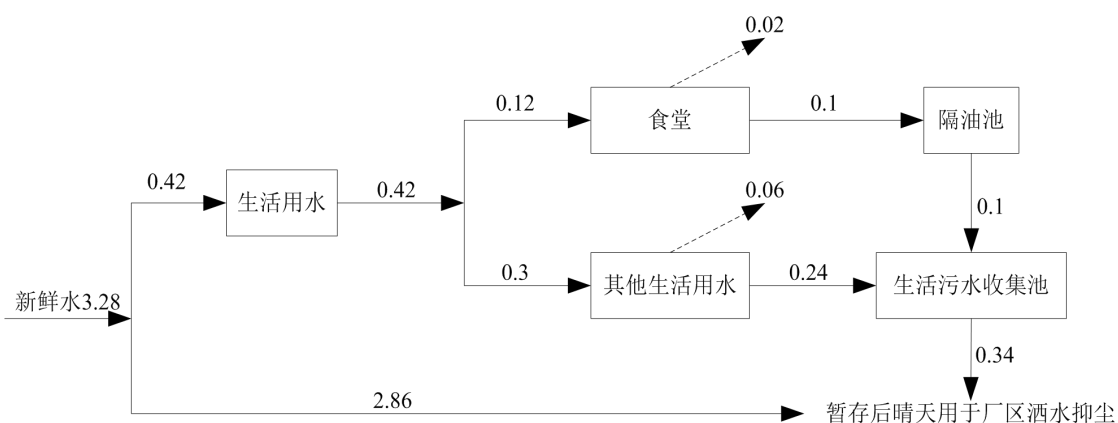 0.02
0.12
食堂
0.1
隔油池
0.42
生活用水
0.42
0.06
0.1
0.3
其他生活用水
0.24
生活污水收集池
新鲜水3.28
0.34
2.86
暂存后晴天用于厂区洒水抑尘